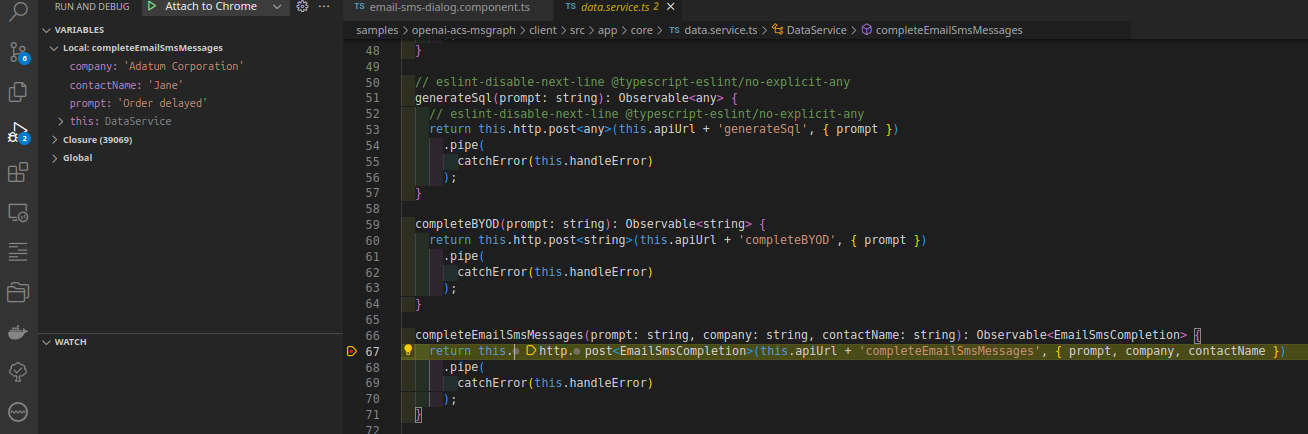 RUN AND DEBUG
Attach to Chrome
VARIABLES
Local: completeEmailSmsMessages
company: 'Adatum Corporation'
contactName: 'Jane'
prompt: 'Order delayed'
this: DataService
Closure (39069)
Global
WATCH
6
2
TS email-sms-dialog.component.ts
TS data.service.ts 2
samples > openai-acs-msgraph > client > src > app > core > TS data.service.ts > DataService > completeEmailSmsMessages
48 }
49
50 // eslint-disable-next-line @typescript-eslint/no-explicit-any
51 generateSql(prompt: string): Observable<any> {
52 // eslint-disable-next-line @typescript-eslint/no-explicit-any
53 return this.http.post<any>(this.apiUrl + 'generateSql', { prompt })
54 .pipe(
55 catchError(this.handleError)
56 );
57 }
58
59 completeBYOD(prompt: string): Observable<string> {
60 return this.http.post<string>(this.apiUrl + 'completeBYOD', { prompt })
61 .pipe(
62 catchError(this.handleError)
63 );
64 }
65
66 completeEmailSmsMessages(prompt: string, company: string, contactName: string): Observable<EmailSmsCompletion> {
67 return this.http.post<EmailSmsCompletion>(this.apiUrl + 'completeEmailSmsMessages', { prompt, company, contactName })
68 .pipe(
69 catchError(this.handleError)
70 );
71 }
72